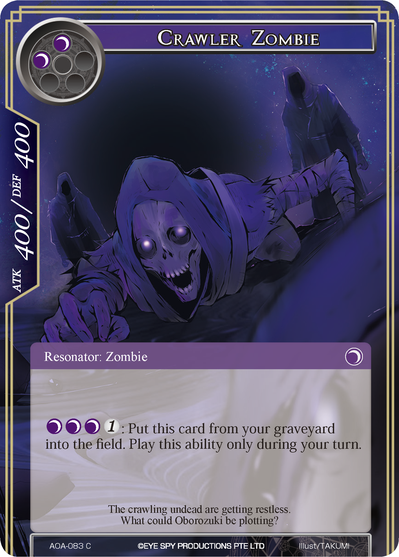 Crawler Zombie
ATK 400/DEF 400
Resonator: Zombie
1 : Put this card from your graveyard
into the field. Play this ability only during your turn.
The crawling undead are getting restless.
What could Oborozuki be plotting?
AOA-083 C ©EYE SPY PRODUCTIONS PTE LTD Illust/TAKUMI